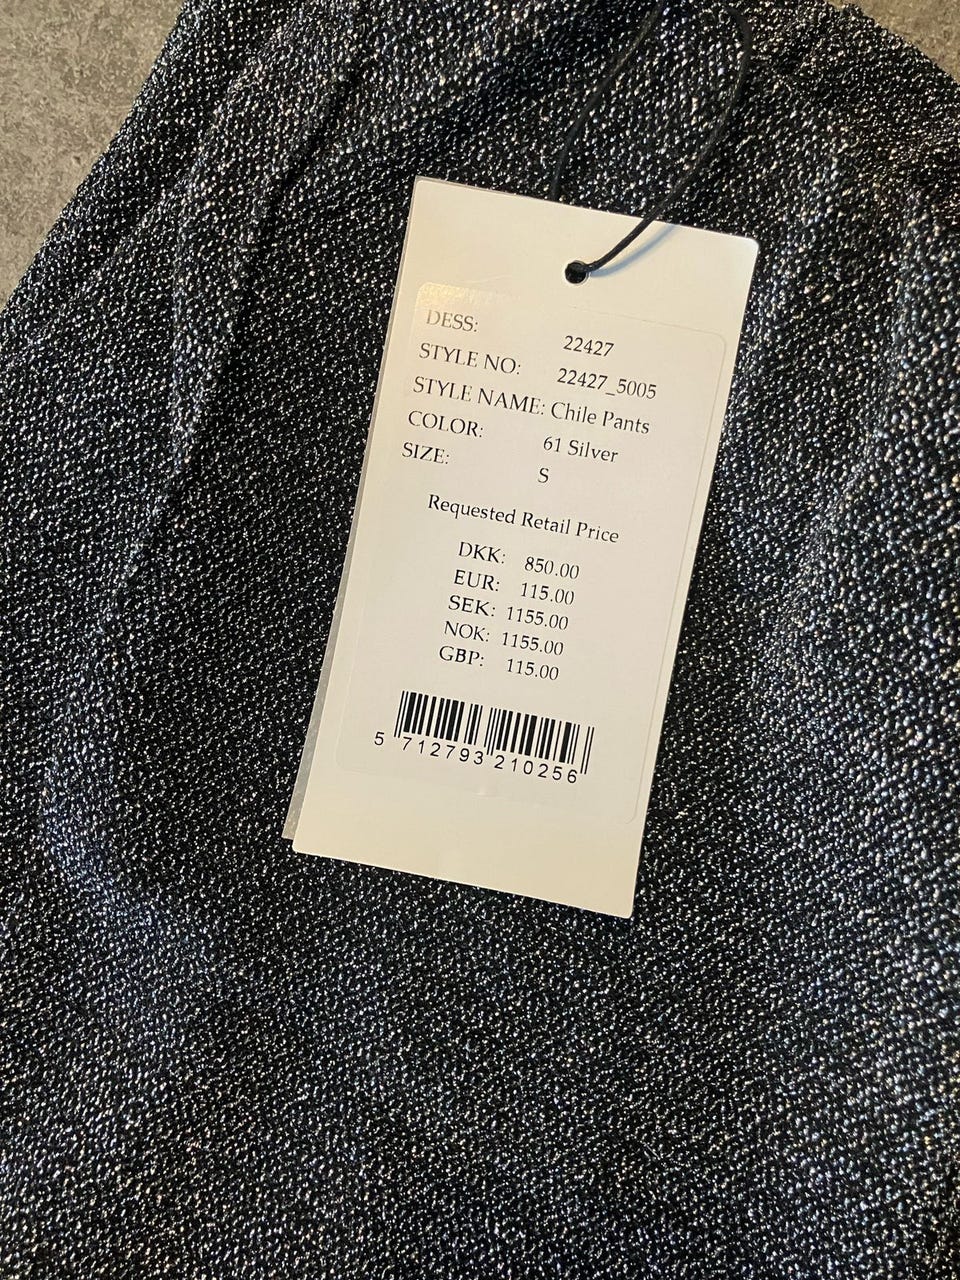 DESS: 22427
STYLE NO: 22427_5005
STYLE NAME: Chile Pants
COLOR: 61 Silver
SIZE: S
Requested Retail Price
DKK: 850.00
EUR: 115.00
SEK: 1155.00
NOK: 1155.00
GBP: 115.00
5 712793 210256